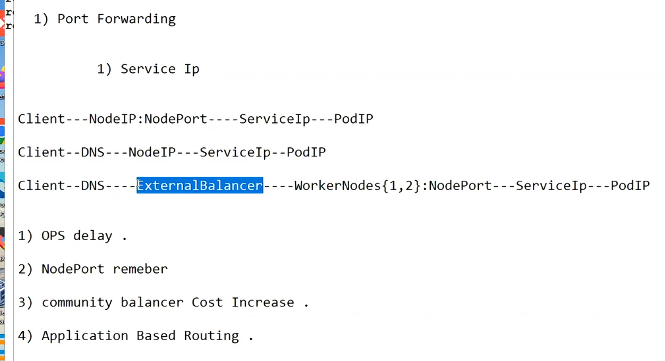 1) Port Forwarding
1) Service Ip
Client---NodeIP:NodePort----ServiceIp---PodIP
Client--DNS---NodeIP---ServiceIp--PodIP
Client--DNS----ExternalBalancer----WorkerNodes{1,2}:NodePort---ServiceIp---PodIP
1) OPS delay .
2) NodePort remeber
3) community balancer Cost Increase .
4) Application Based Routing .